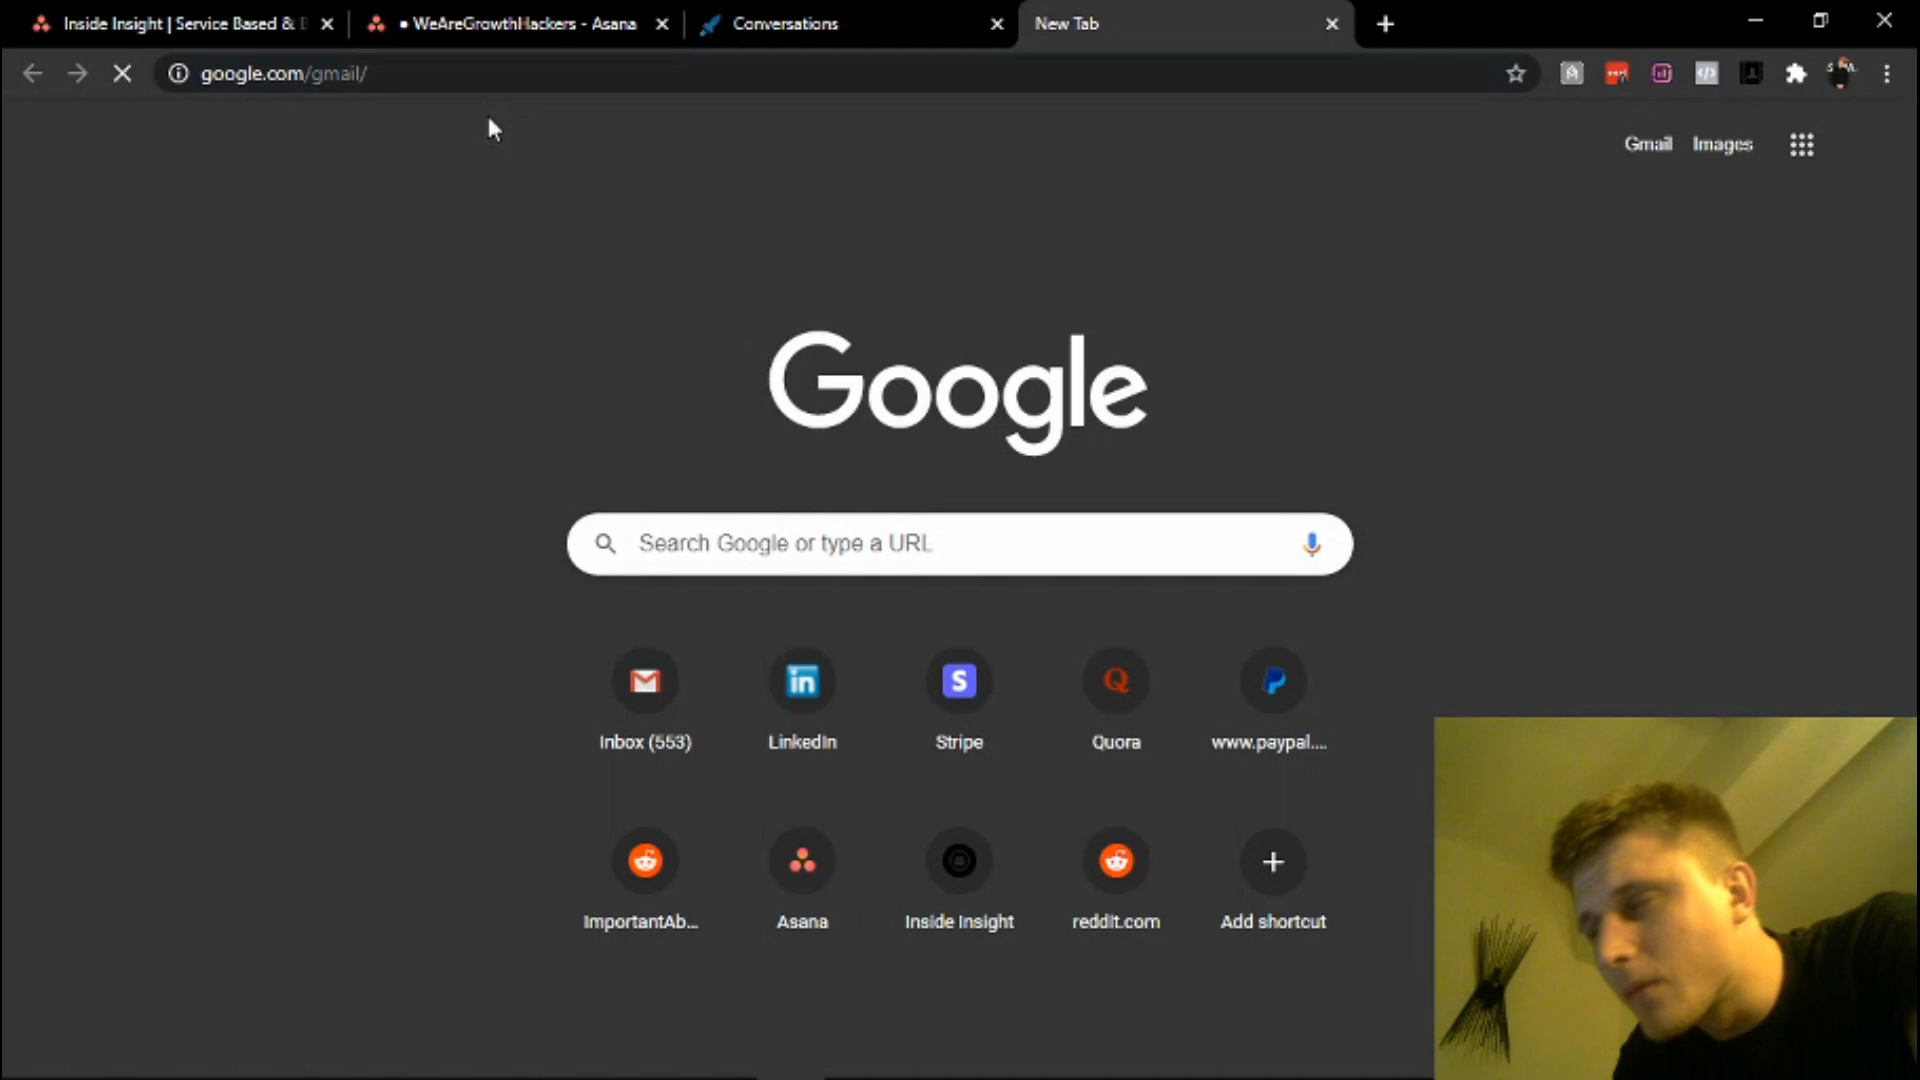 Inside Insight | Service Based &
• WeAreGrowthHackers - Asana
Conversations
New Tab
google.com/gmail/
Gmail Images
Google
Search Google or type a URL
Inbox (553)
LinkedIn
Stripe
Quora
www.paypal....
ImportantAb...
Asana
Inside Insight
reddit.com
Add shortcut